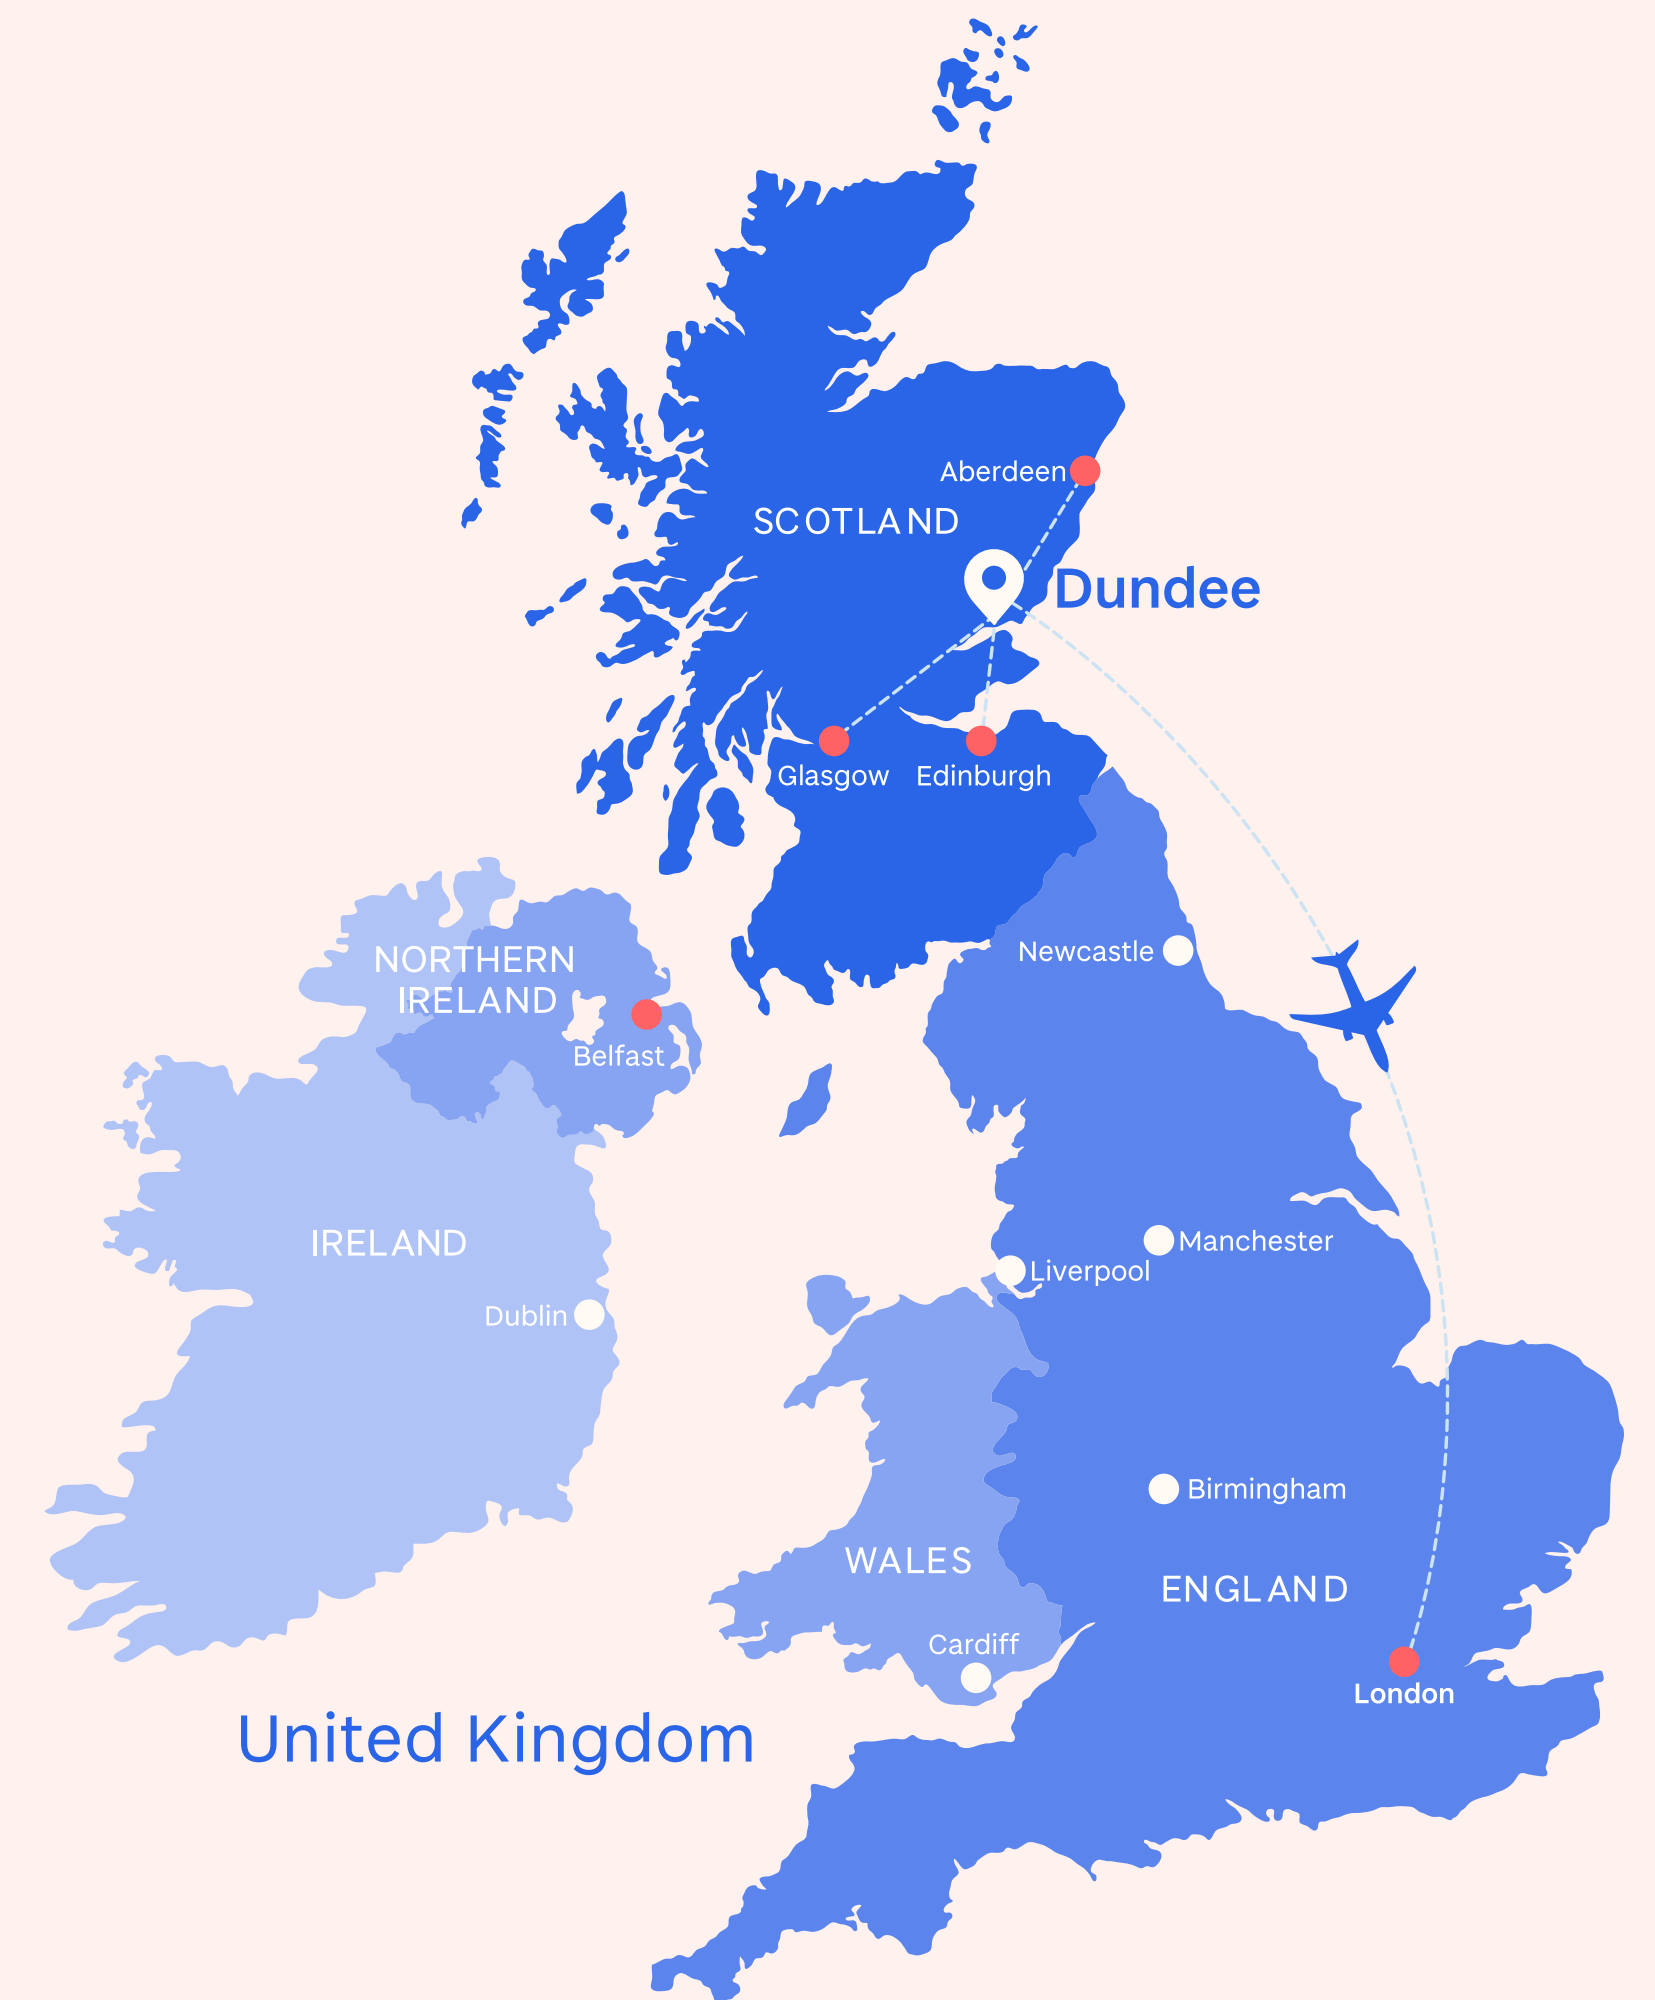 Aberdeen
SCOTLAND
Dundee
Glasgow
Edinburgh
Newcastle
NORTHERN
IRELAND
Belfast
IRELAND
Manchester
Liverpool
Dublin
Birmingham
WALES
ENGLAND
Cardiff
London
United Kingdom